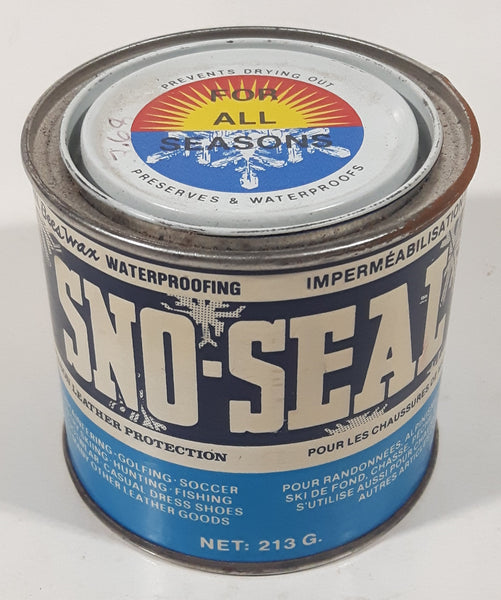 PREVENTS DRYING OUT
FOR
ALL
SEASONS
PRESERVES & WATERPROOFS
7.69
BeesWax WATERPROOFING
IMPERMÉABILISATION
SNO-SEAL
LEATHER PROTECTION
POUR LES CHAUSSURES
GOLFING · SOCCER
HUNTING · FISHING
CASUAL DRESS SHOES
OTHER LEATHER GOODS
POUR RANDONNÉES,
SKI DE FOND, CHASSE,
S'UTILISE AUSSI POUR
AUTRES
NET: 213 G.